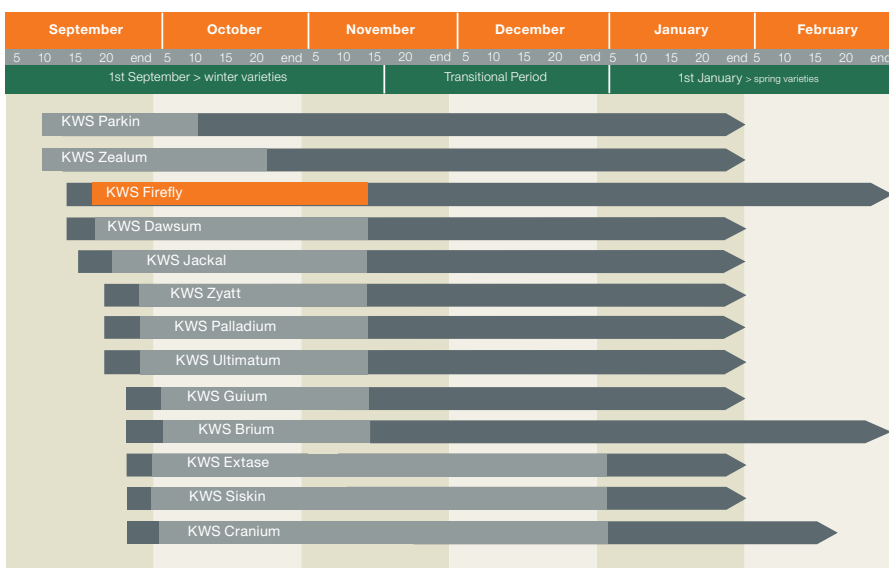 September October November December January February
5 10 15 20 end 5 10 15 20 end 5 10 15 20 end 5 10 15 20 end 5 10 15 20 end 5 10 15 20 end
1st September > winter varieties Transitional Period 1st January > spring varieties
KWS Parkin
KWS Zealum
KWS Firefly
KWS Dawsum
KWS Jackal
KWS Zyatt
KWS Palladium
KWS Ultimatum
KWS Guium
KWS Brium
KWS Extase
KWS Siskin
KWS Cranium